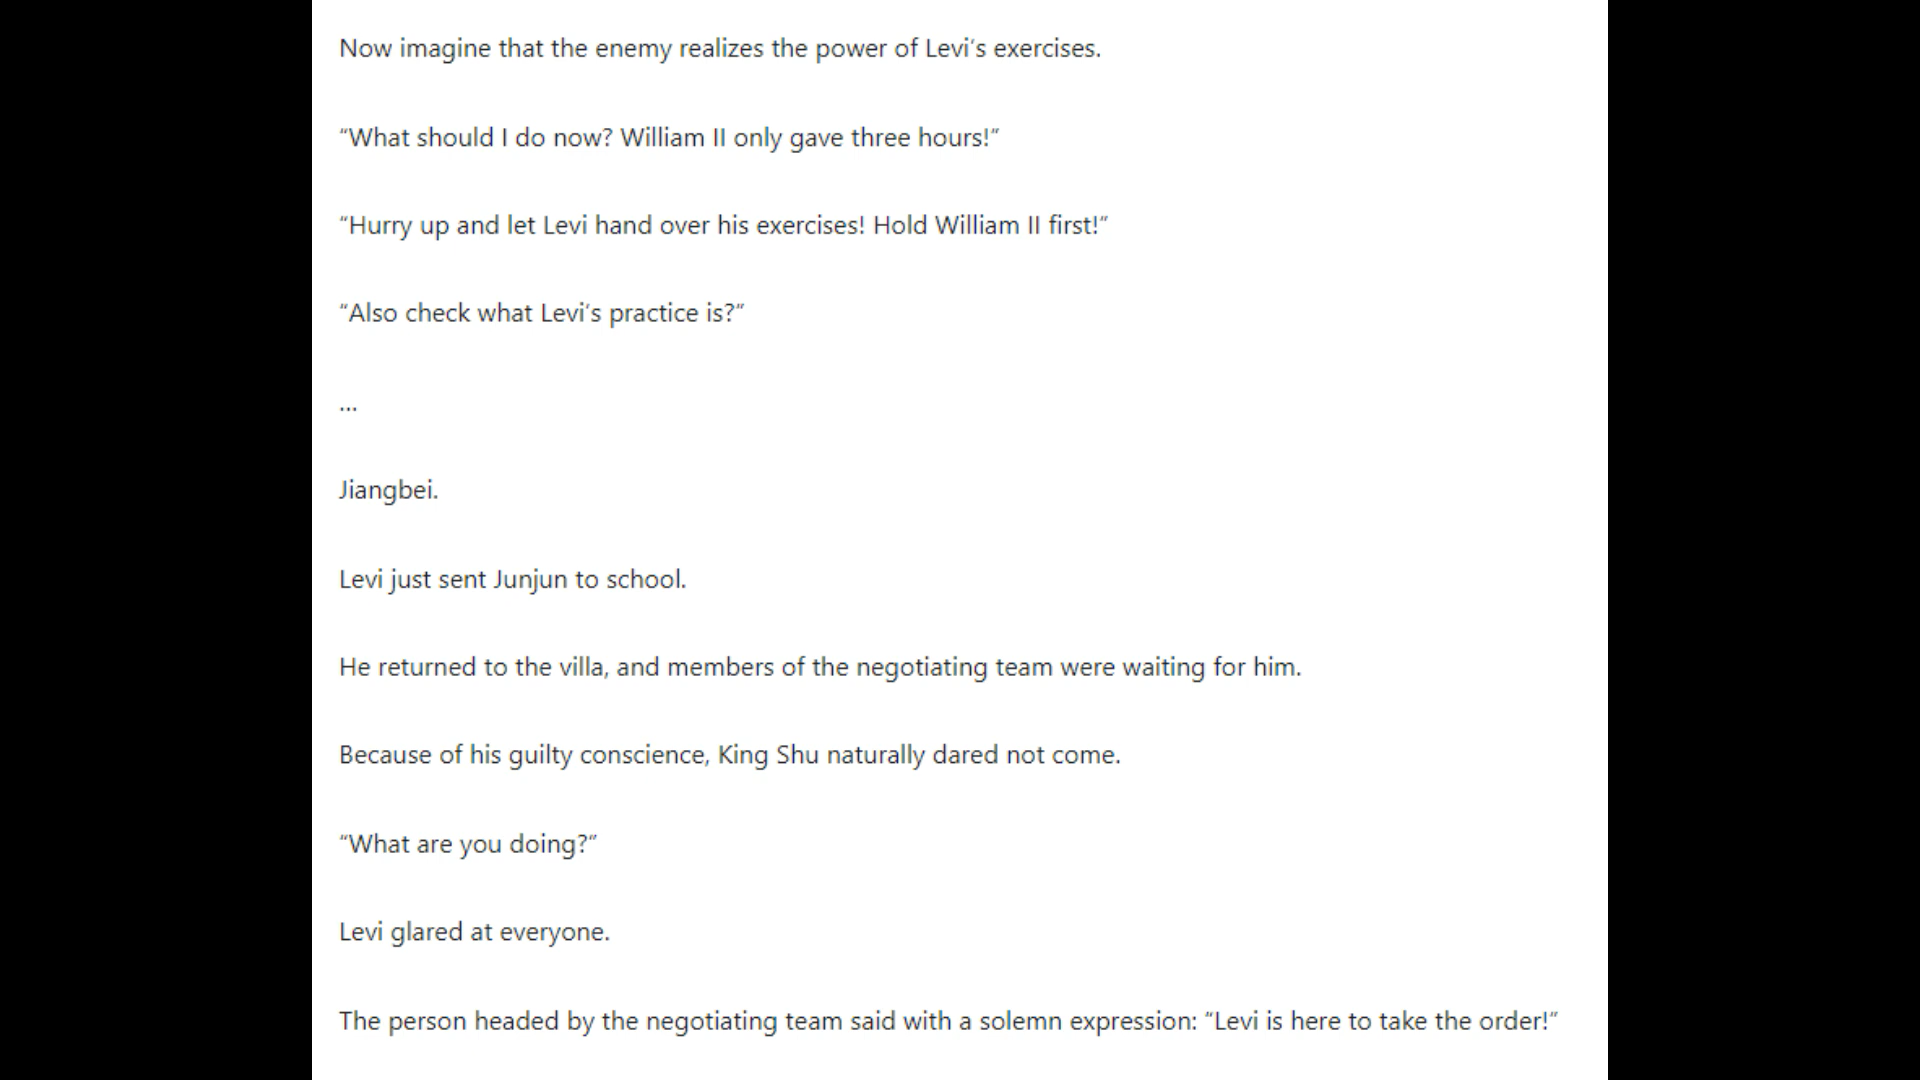 Now imagine that the enemy realizes the power of Levi’s exercises.
“What should I do now? William II only gave three hours!”
“Hurry up and let Levi hand over his exercises! Hold William II first!”
“Also check what Levi’s practice is?”
…
Jiangbei.
Levi just sent Junjun to school.
He returned to the villa, and members of the negotiating team were waiting for him.
Because of his guilty conscience, King Shu naturally dared not come.
“What are you doing?”
Levi glared at everyone.
The person headed by the negotiating team said with a solemn expression: “Levi is here to take the order!”